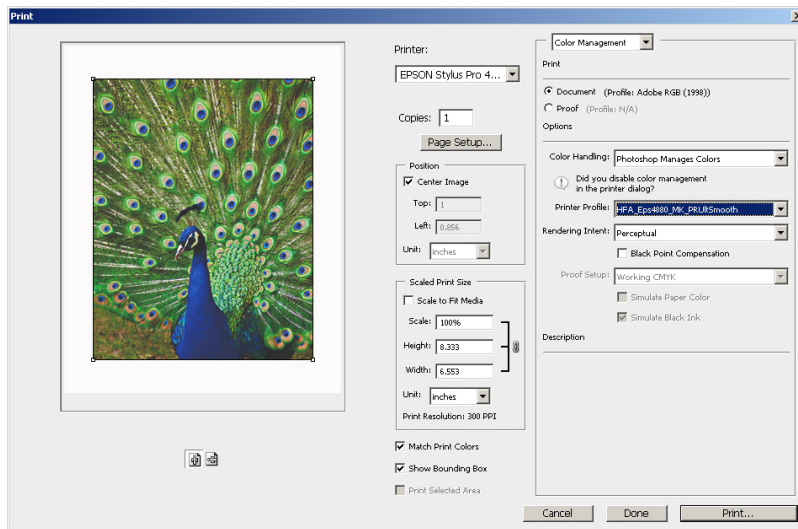 Print
Printer:
EPSON Stylus Pro 4...
Copies: 1
Page Setup...
Position
Center Image
Top: 1
Left: 0.856
Unit: inches
Scaled Print Size
Scale to Fit Media
Scale: 100%
Height: 8.333
Width: 6.553
Unit: inches
Print Resolution: 300 PPI
Match Print Colors
Show Bounding Box
Print Selected Area
Color Management
Print
Document (Profile: Adobe RGB (1998))
Proof (Profile: N/A)
Options
Color Handling: Photoshop Manages Colors
Did you disable color management
in the printer dialog?
Printer Profile: HFA_Eps4880_MK_PRUltSmooth
Rendering Intent: Perceptual
Black Point Compensation
Proof Setup: Working CMYK
Simulate Paper Color
Simulate Black Ink
Description
Cancel Done Print...